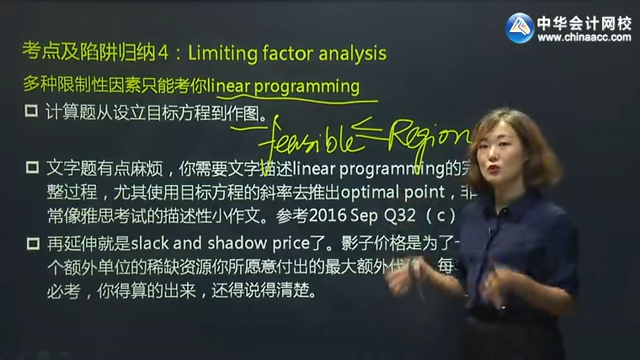 中华会计网校
www.chinaacc.com
考点及陷阱归纳4：Limiting factor analysis
多种限制性因素只能考你linear programming
计算题从设立目标方程到作图。
feasible Region
文字题有点麻烦，你需要文字描述linear programming的完
整过程，尤其使用目标方程的斜率去推出optimal point，非
常像雅思考试的描述性小作文。参考2016 Sep Q32（c）
再延伸就是slack and shadow price了。影子价格是为了一
个额外单位的稀缺资源你所愿意付出的最大额外代 每
必考，你得算的出来，还得说得清楚。